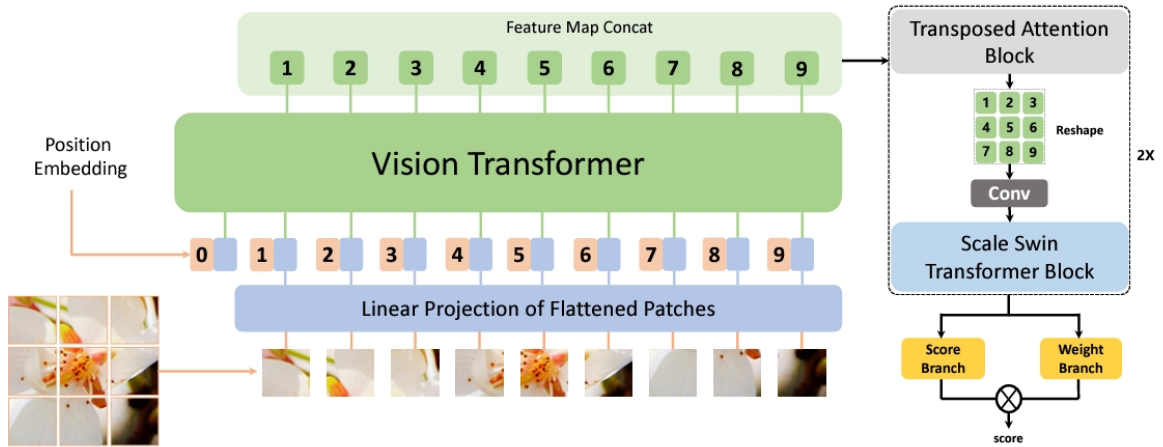 Feature Map Concat
1 2 3 4 5 6 7 8 9
Vision Transformer
Position
Embedding
0 1 2 3 4 5 6 7 8 9
Linear Projection of Flattened Patches
Transposed Attention
Block
1 2 3
4 5 6
7 8 9
Reshape
2X
Conv
Scale Swin
Transformer Block
Score
Branch
Weight
Branch
score